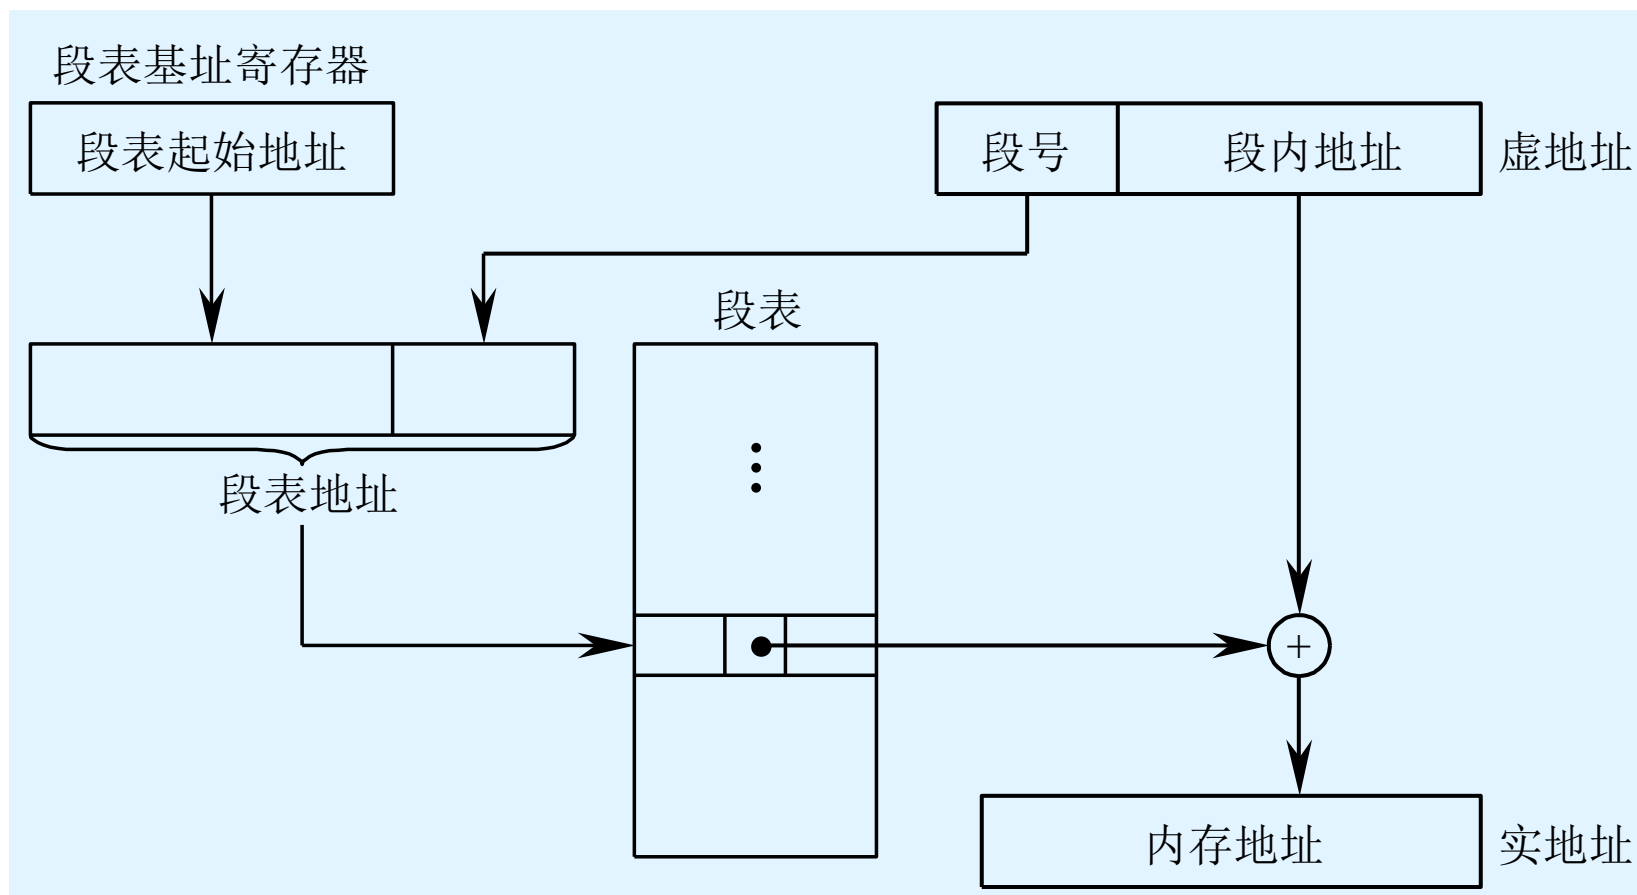 段表基址寄存器
段表起始地址
段号 段内地址 虚地址
段表
段表地址
+
内存地址 实地址